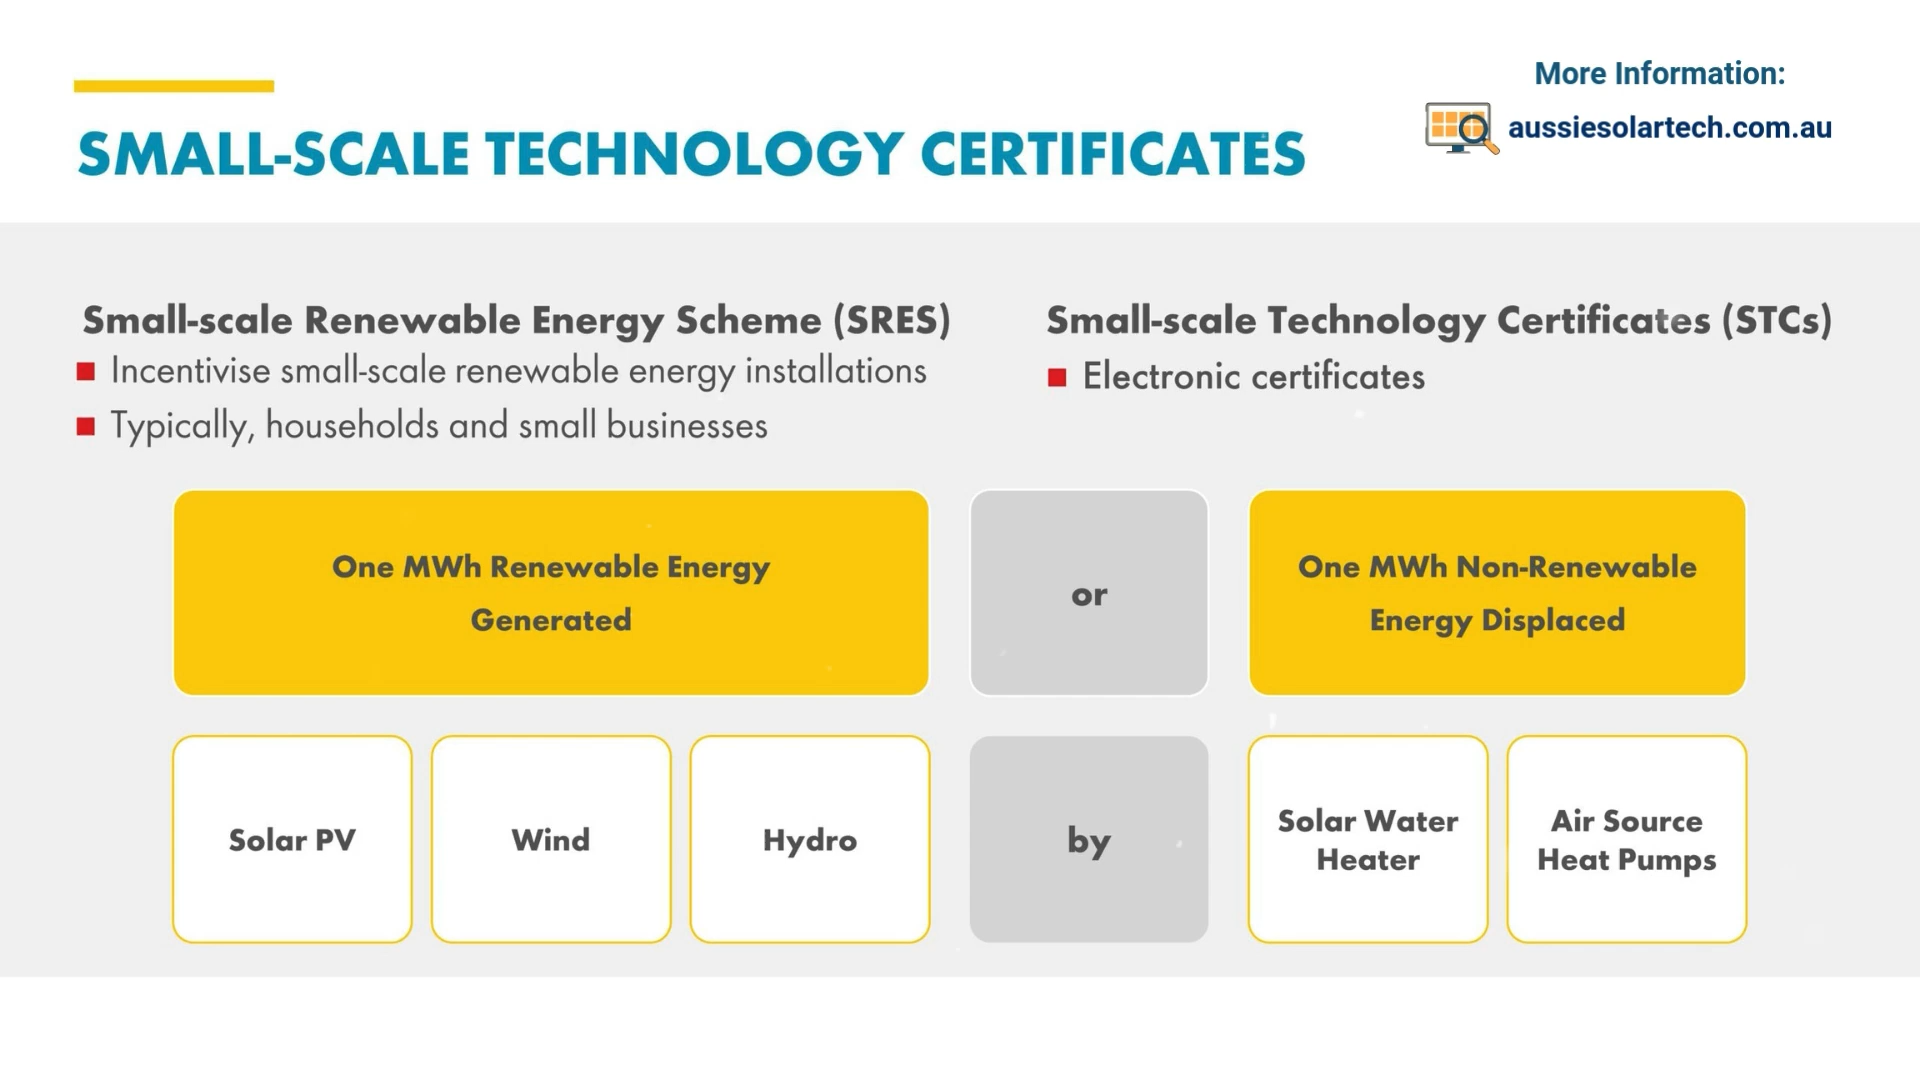 More Information:
aussiesolartech.com.au
SMALL-SCALE TECHNOLOGY CERTIFICATES
Small-scale Renewable Energy Scheme (SRES)
Incentivise small-scale renewable energy installations
Typically, households and small businesses
Small-scale Technology Certificates (STCs)
Electronic certificates
One MWh Renewable Energy
Generated
or
One MWh Non-Renewable
Energy Displaced
Solar PV
Wind
Hydro
by
Solar Water
Heater
Air Source
Heat Pumps